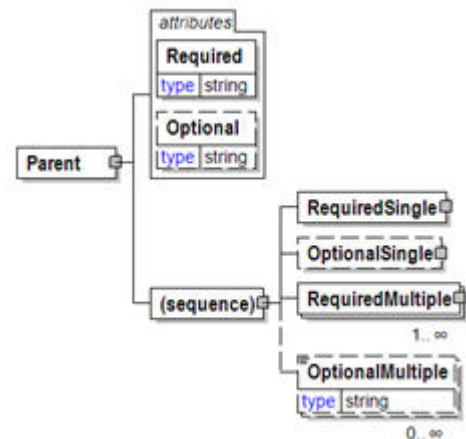 attributes
Required
type string
Optional
type string
Parent
RequiredSingle
OptionalSingle
(sequence)
RequiredMultiple
1.. ∞
OptionalMultiple
type string
0.. ∞